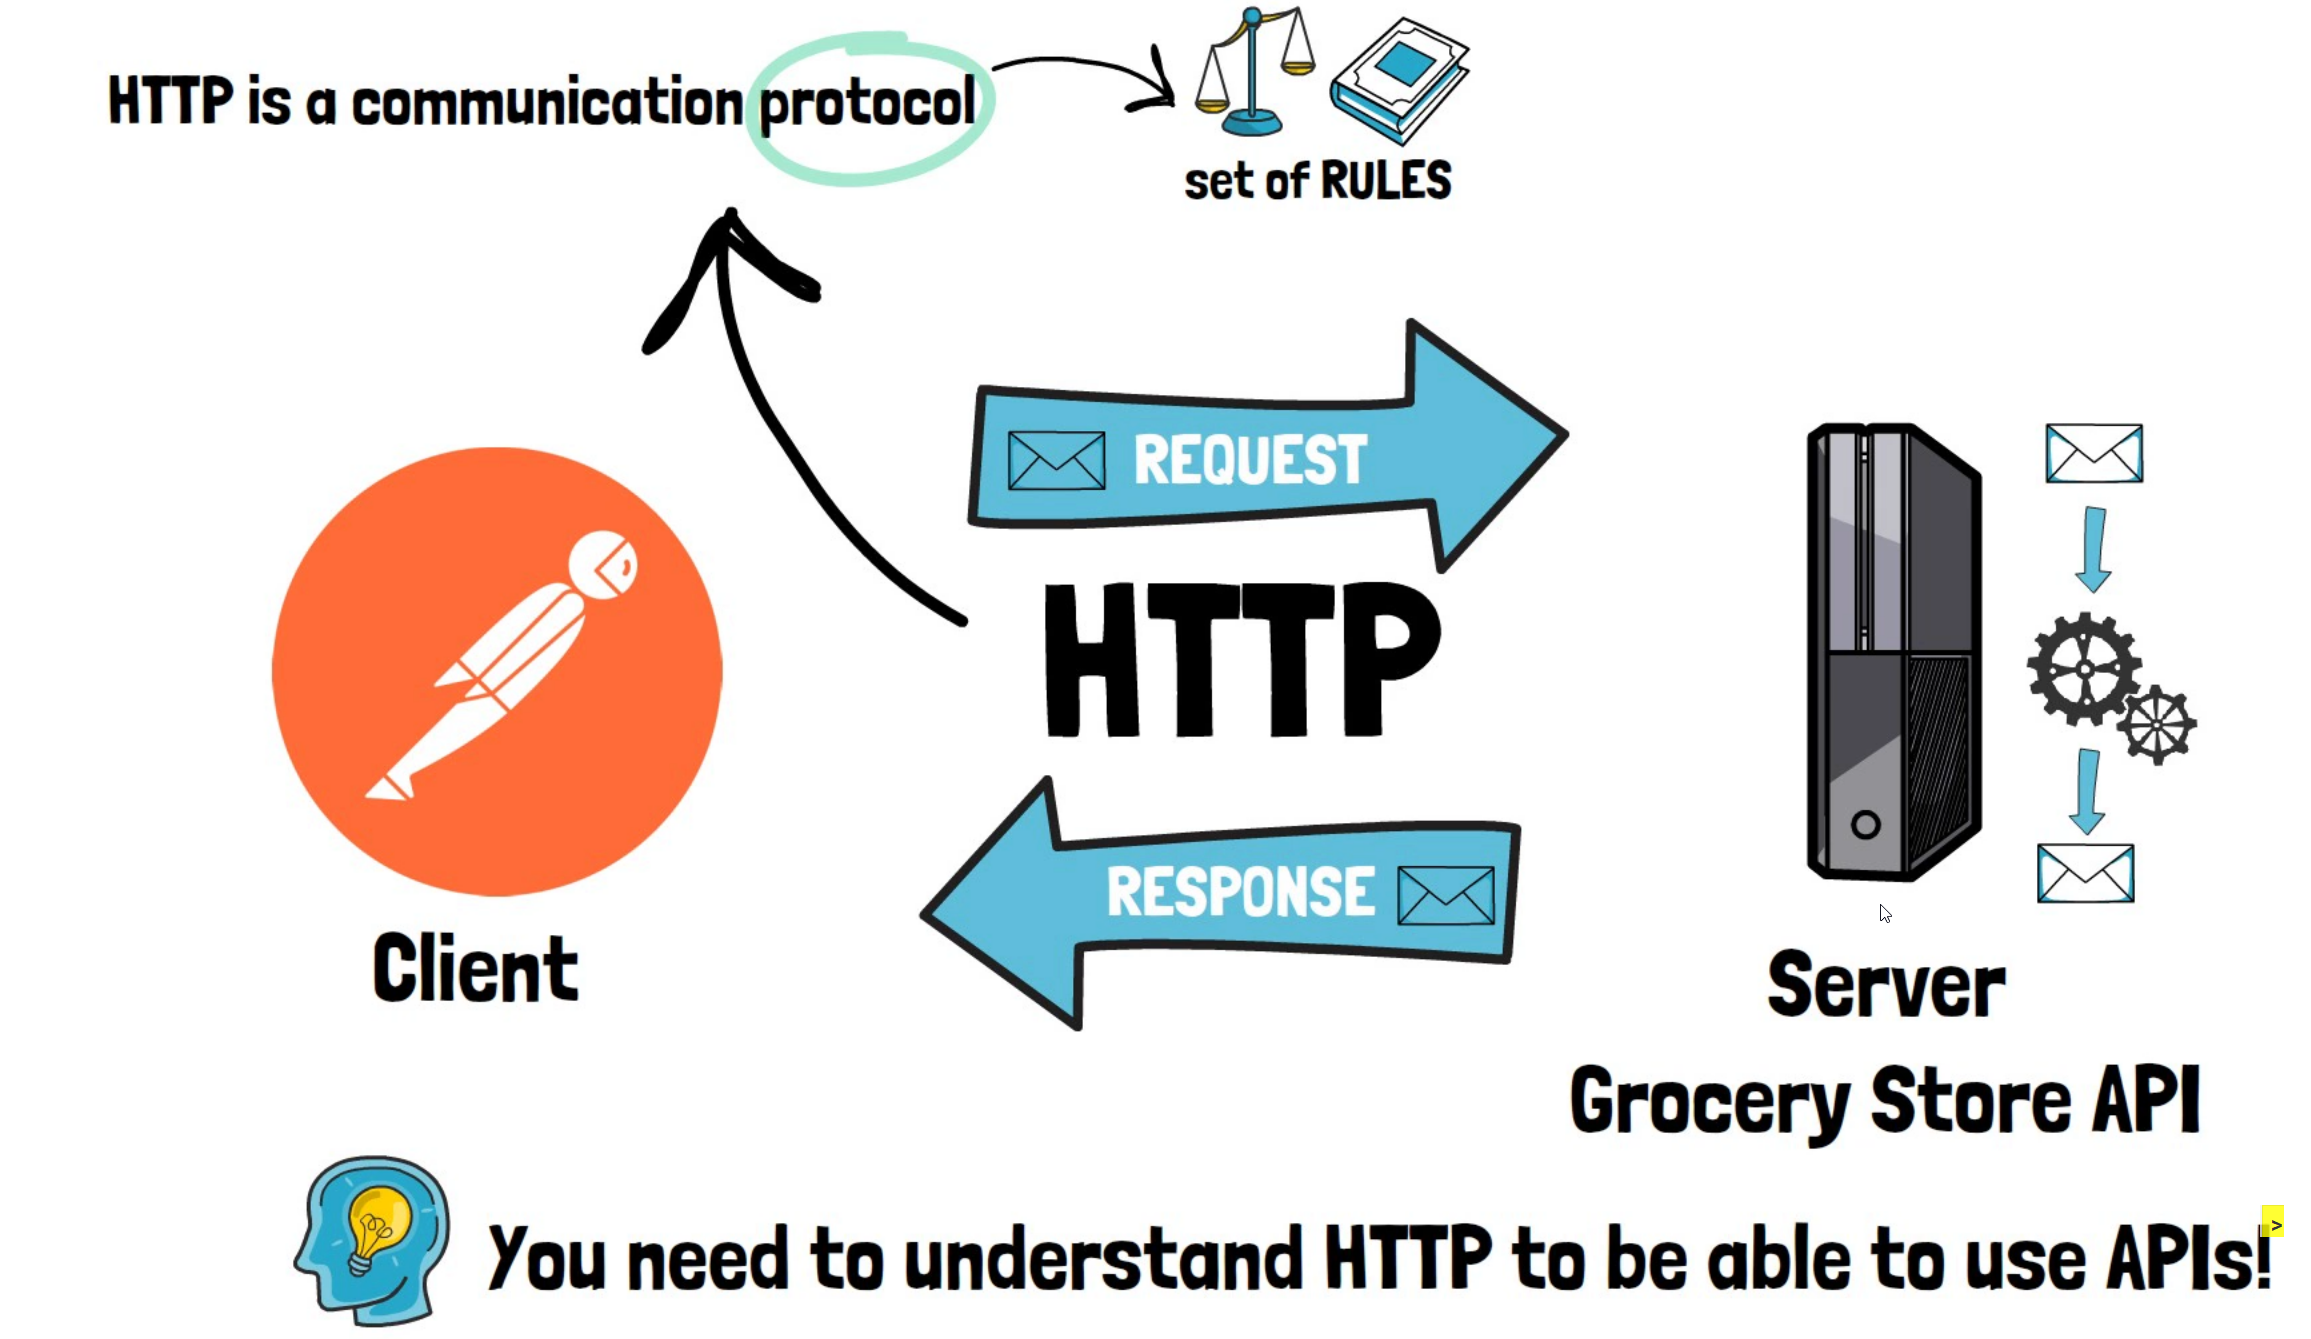 HTTP is a communication protocol
set of RULES
REQUEST
HTTP
RESPONSE
Client
Server
Grocery Store API
You need to understand HTTP to be able to use APIs!
>